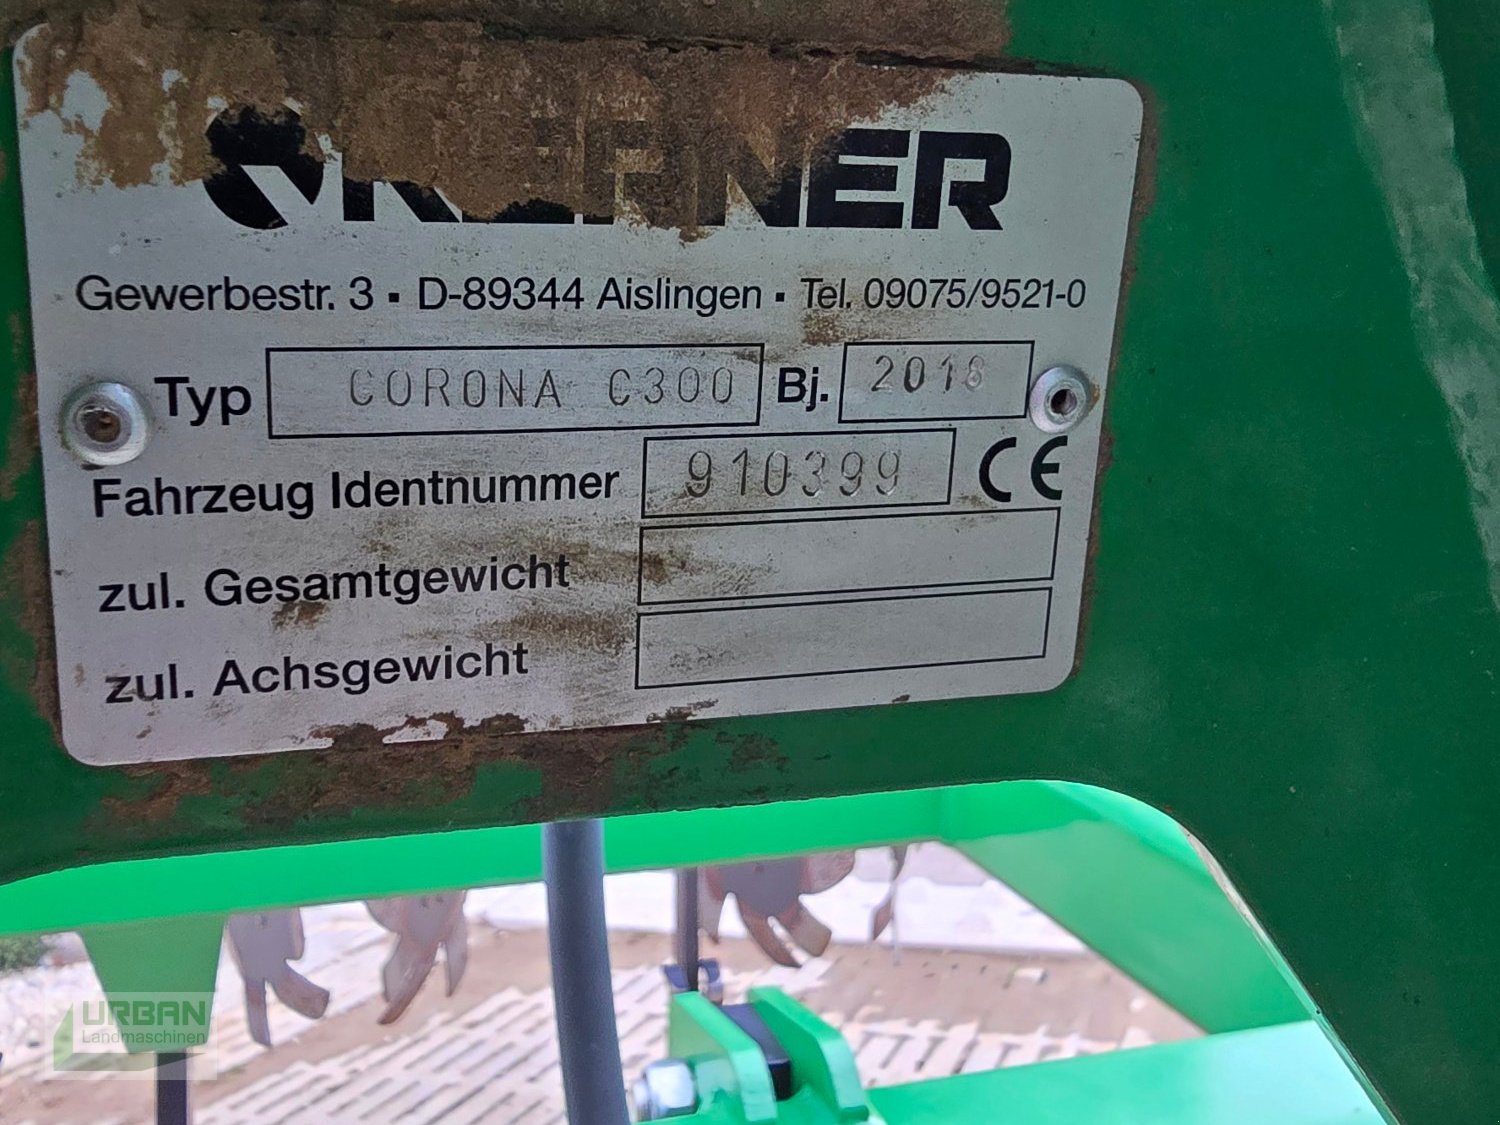 KERNER
Gewerbestr. 3 ▪ D-89344 Aislingen ▪ Tel. 09075/9521-0
Typ CORONA C300 Bj. 2018
Fahrzeug Identnummer 910399 CE
zul. Gesamtgewicht
zul. Achsgewicht
URBAN
Landmaschinen